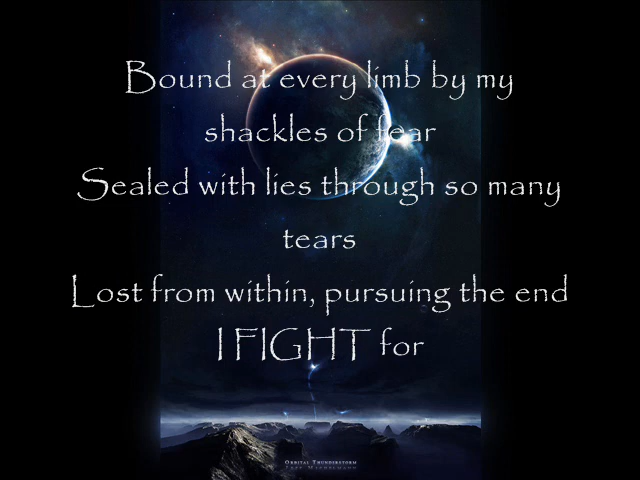 Bound at every limb by my
shackles of fear
Sealed with lies through so many
tears
Lost from within, pursuing the end
I FIGHT for
ORBITAL THUNDERSTORM